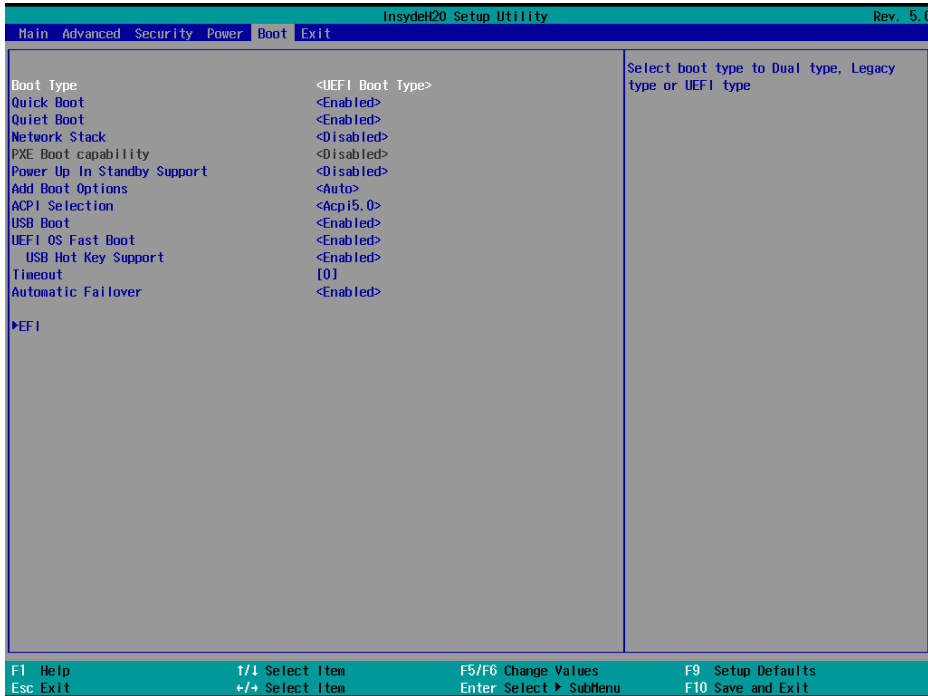 InsydeH20 Setup Utility Rev. 5.0
Main Advanced Security Power Boot Exit
Select boot type to Dual type, Legacy
type or UEFI type
Boot Type <UEFI Boot Type>
Quick Boot <Enabled>
Quiet Boot <Enabled>
Network Stack <Disabled>
PXE Boot capability <Disabled>
Power Up In Standby Support <Disabled>
Add Boot Options <Auto>
ACPI Selection <Acpi5.0>
USB Boot <Enabled>
UEFI OS Fast Boot <Enabled>
USB Hot Key Support <Enabled>
Timeout [0]
Automatic Failover <Enabled>
▶EFI
F1 Help ↑/↓ Select Item F5/F6 Change Values F9 Setup Defaults
Esc Exit ←/→ Select Item Enter Select ▶ SubMenu F10 Save and Exit